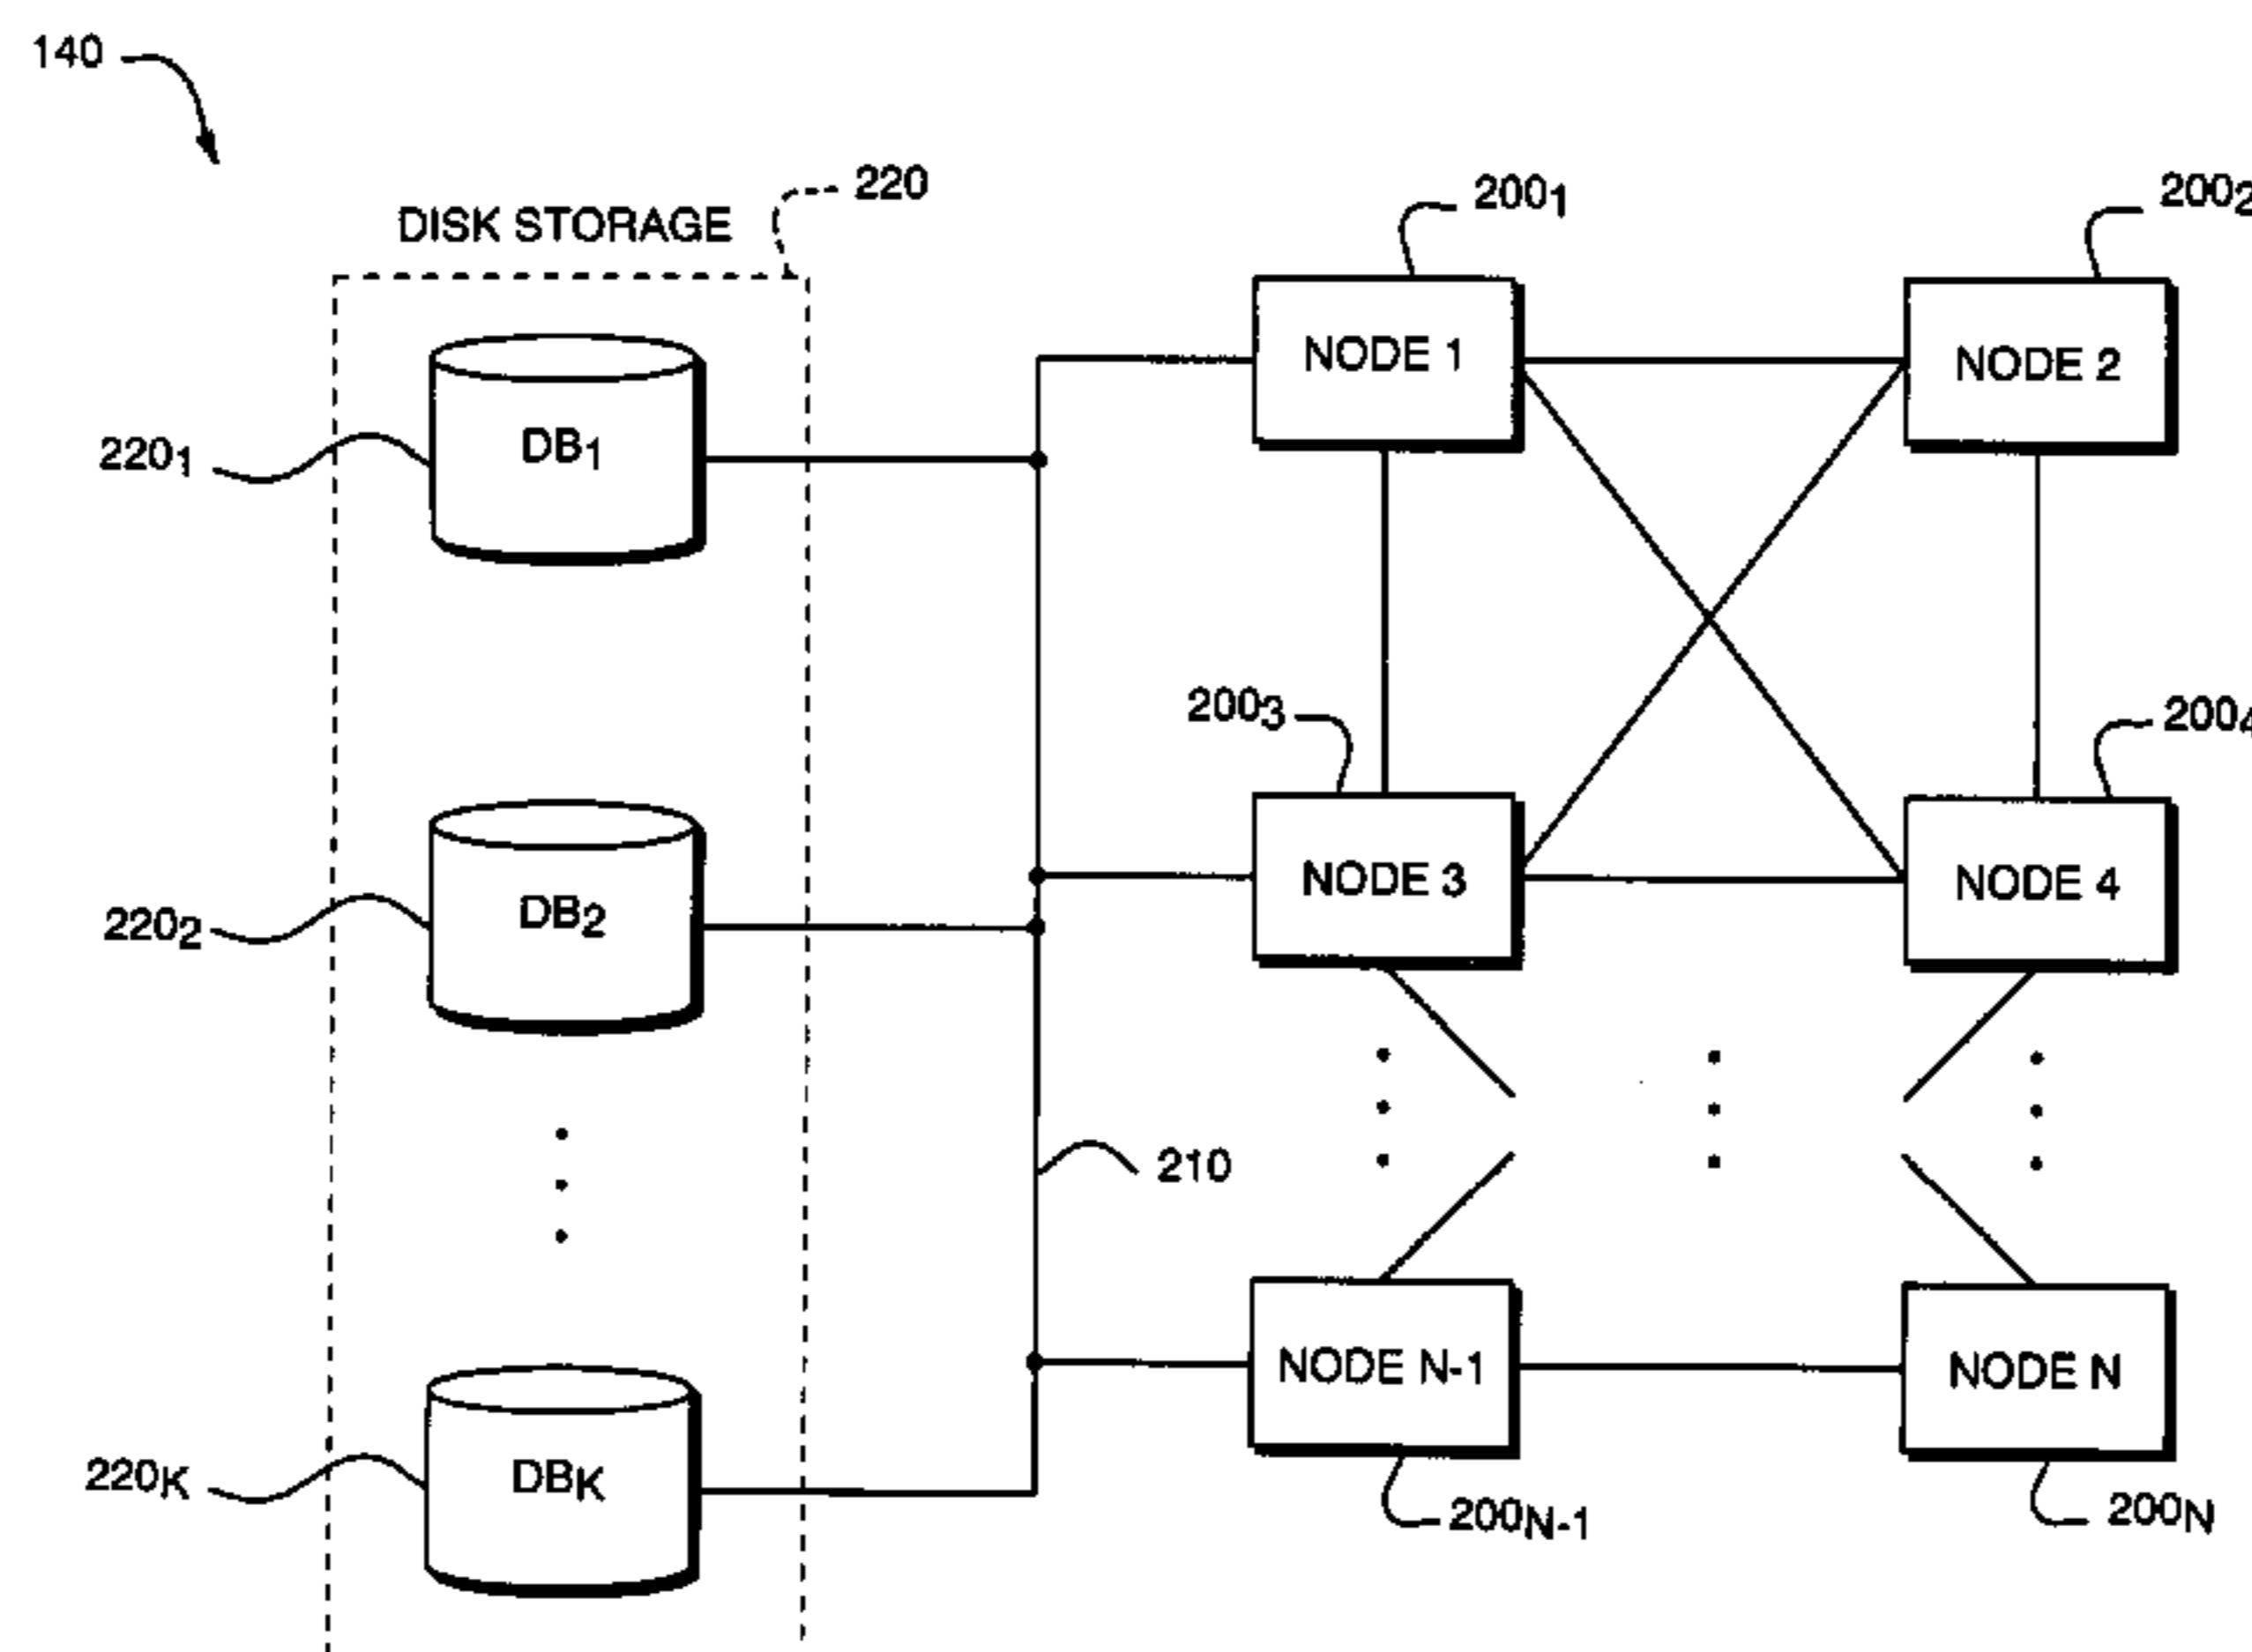 140
220
DISK STORAGE
200₁
200₂
NODE 1
NODE 2
DB₁
220₁
200₃
200₄
NODE 3
NODE 4
DB₂
220₂
210
NODE N-1
NODE N
DBK
220K
200N-1
200N